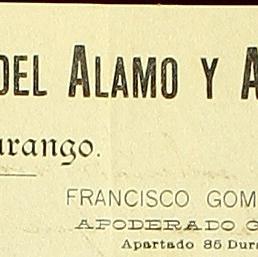 DEL ALAMO Y A
urango.
FRANCISCO GOM
APODERADO G
Apartado 85 Dura